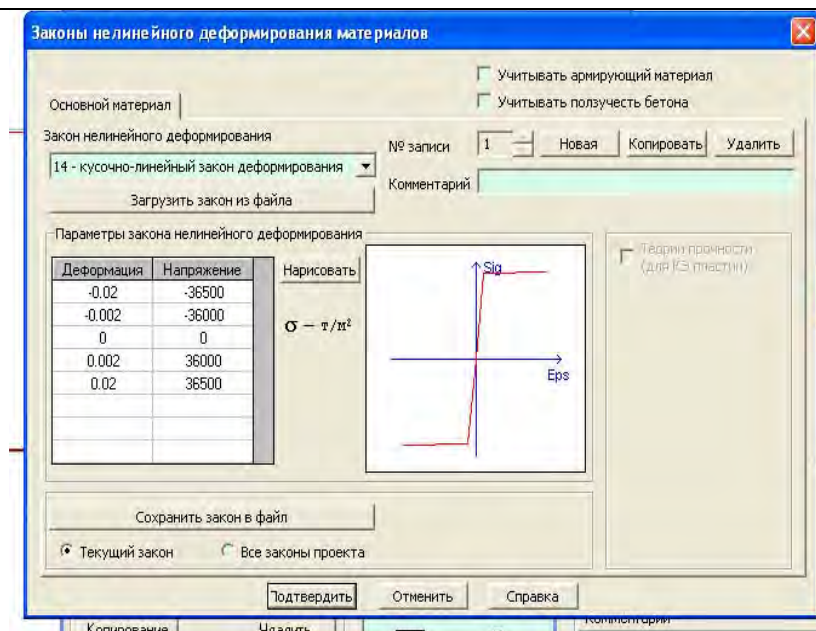 Законы нелинейного деформирования материалов
Учитывать армирующий материал
Основной материал
Учитывать ползучесть бетона
Закон нелинейного деформирования
№ записи 1 Новая Копировать Удалить
14 - кусочно-линейный закон деформирования
Комментарий
Загрузить закон из файла
Параметры закона нелинейного деформирования
Теории прочности
(для КЭ пластин)
Деформация Напряжение Нарисовать
-0.02 -36500
-0.002 -36000
0 0
0.002 36000
0.02 36500
σ - т/м²
Sig
Eps
Сохранить закон в файл
Текущий закон Все законы проекта
Подтвердить Отменить Справка
Копирование Удалить Комментарий